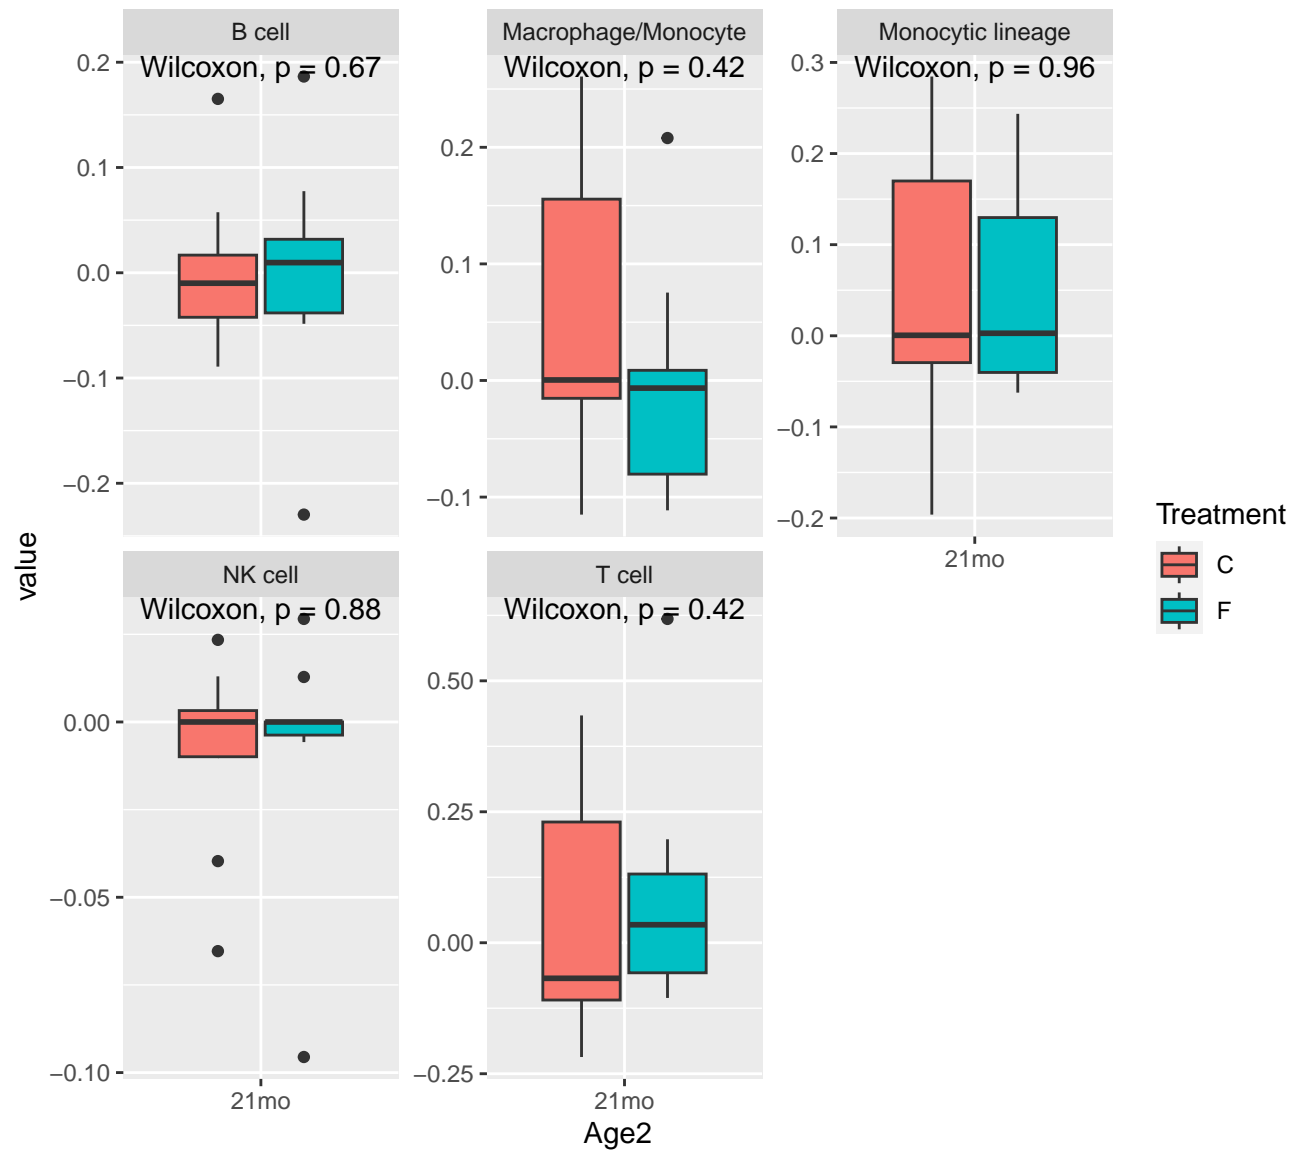 B cell
Macrophage/Monocyte
Monocytic lineage
Wilcoxon, p = 0.67
Wilcoxon, p = 0.42
Wilcoxon, p = 0.96
0.2
0.1
0.0
−0.1
−0.2
0.2
0.1
0.0
−0.1
0.3
0.2
0.1
0.0
−0.1
−0.2
21mo
value
NK cell
T cell
Wilcoxon, p = 0.88
Wilcoxon, p = 0.42
0.00
−0.05
−0.10
0.50
0.25
0.00
−0.25
21mo
21mo
Age2
Treatment
C
F